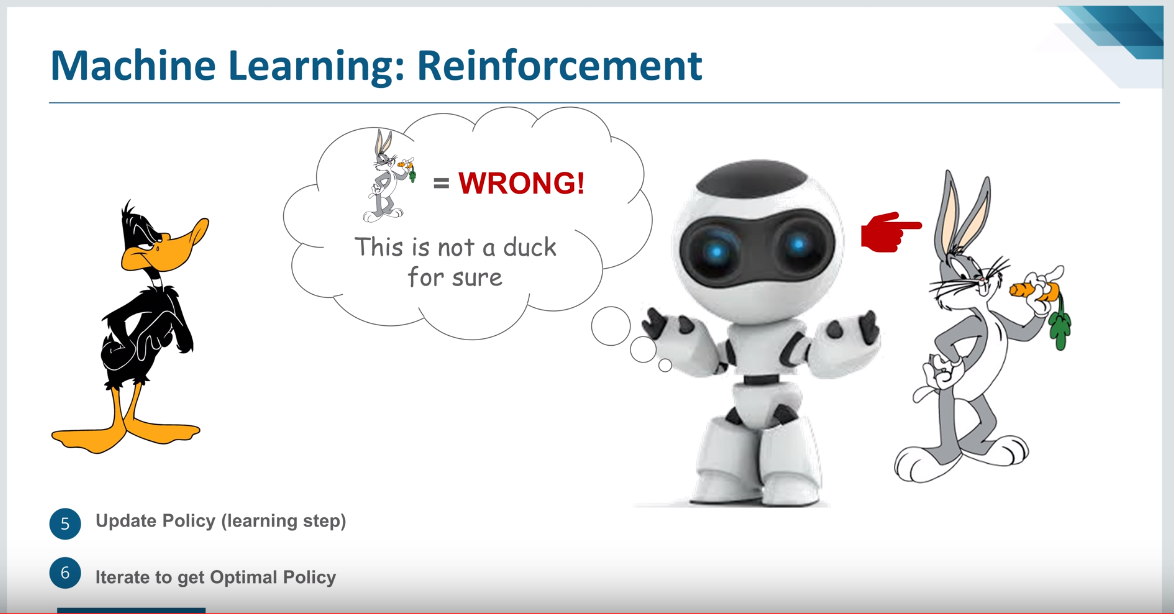 Machine Learning: Reinforcement
= WRONG!
This is not a duck
for sure
5 Update Policy (learning step)
6 Iterate to get Optimal Policy